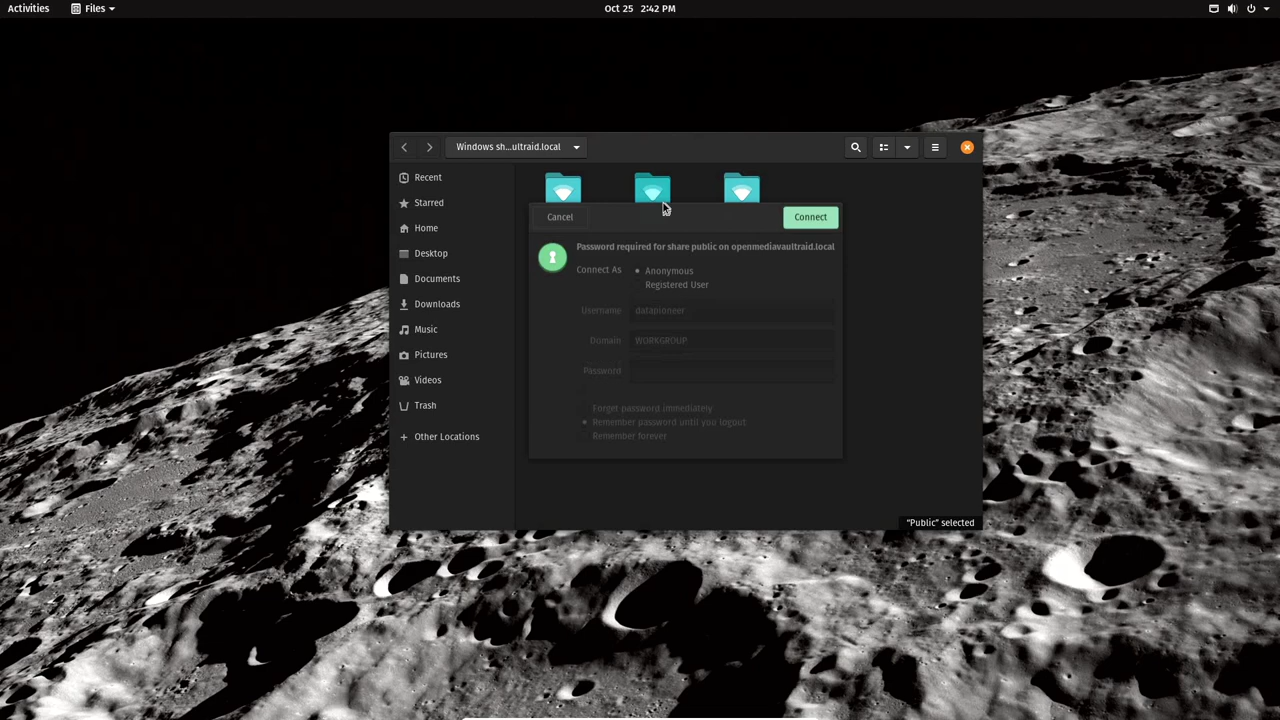 Activities
Files
Oct 25 2:42 PM
Windows sh...ultraid.local
Recent
Starred
Home
Desktop
Documents
Downloads
Music
Pictures
Videos
Trash
Other Locations
Cancel
Connect
Password required for share public on openmediavaultraid.local
Connect As
Anonymous
Registered User
Username
datapioneer
Domain
WORKGROUP
Password
Forget password immediately
Remember password until you logout
Remember forever
"Public" selected